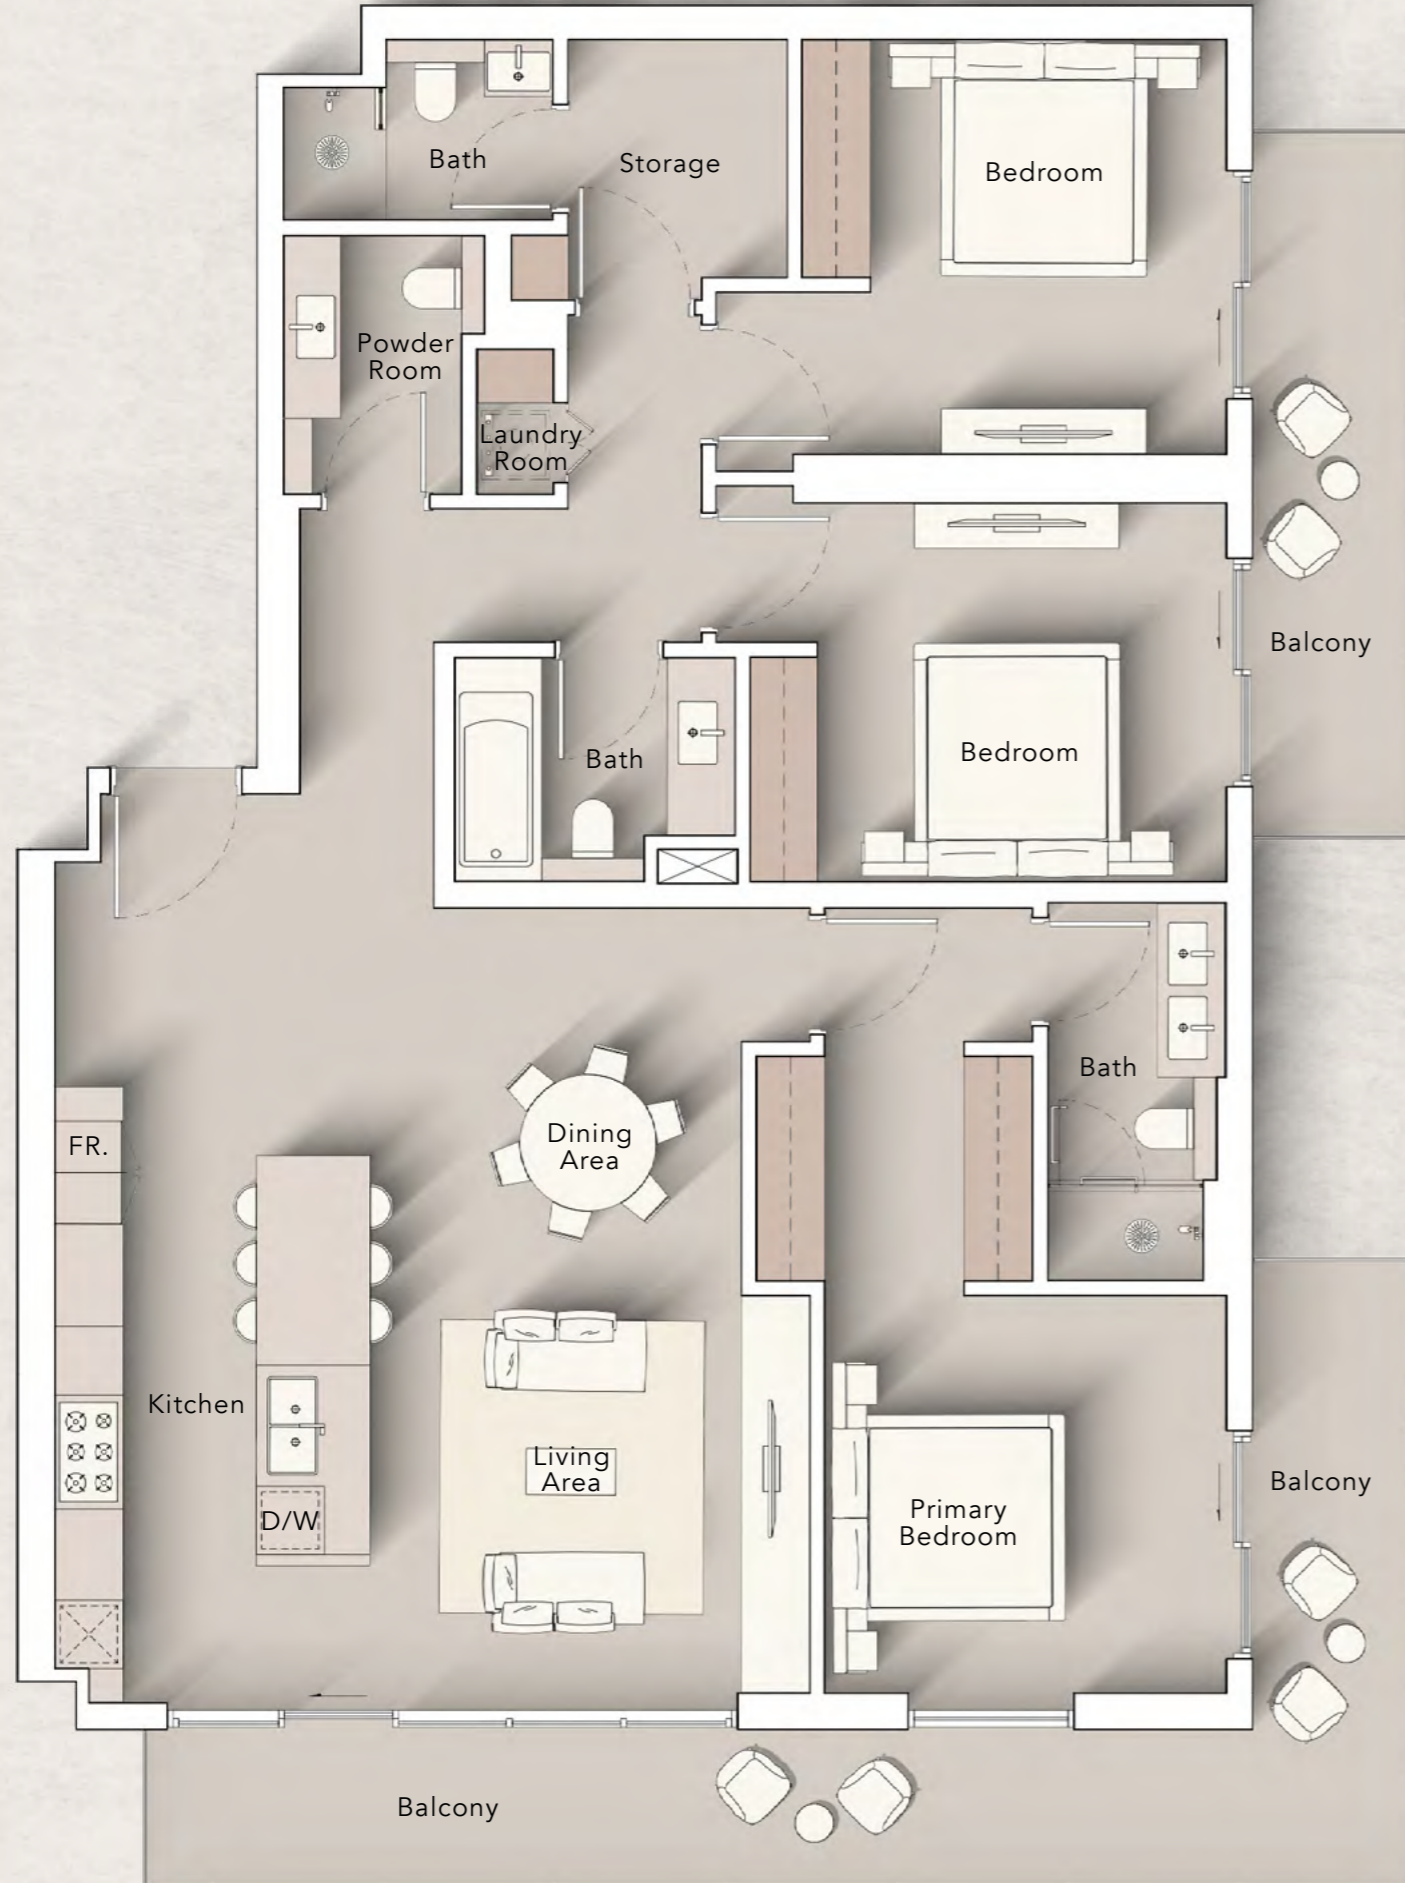 Bath
Storage
Bedroom
Powder
Room
Laundry
Room
Balcony
Bath
Bedroom
Bath
Dining
Area
FR.
Kitchen
Living
Area
D/W
Primary
Bedroom
Balcony
Balcony